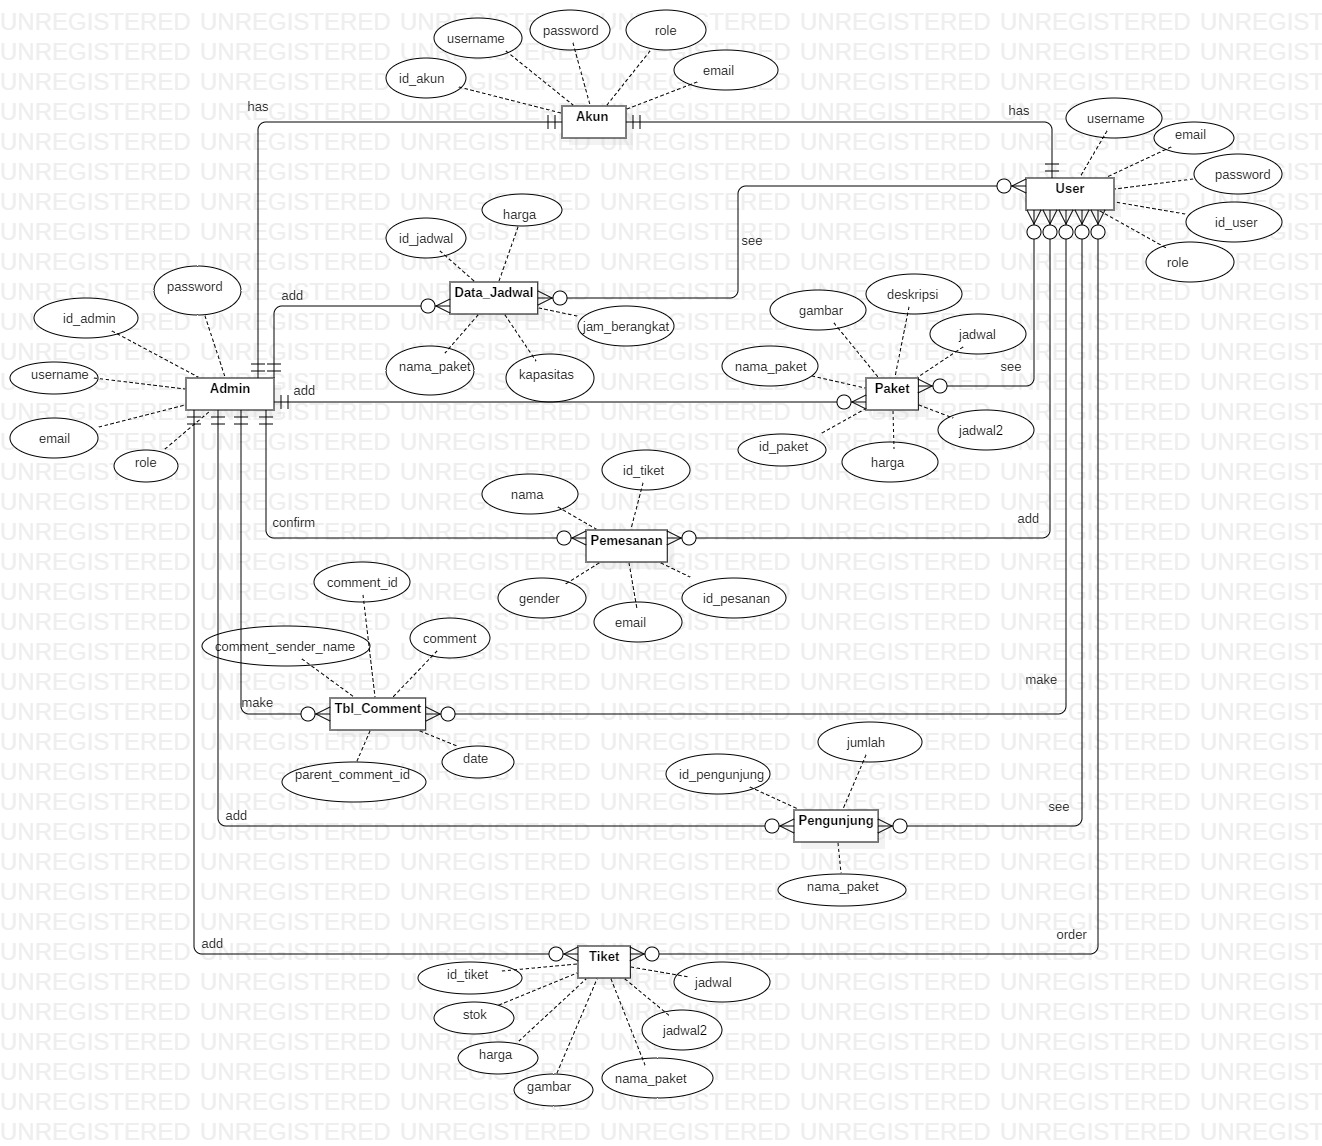 username
password
role
email
id_akun
Akun
has
has
username
email
password
id_user
role
User
harga
id_jadwal
see
Data_Jadwal
add
jam_berangkat
nama_paket
kapasitas
password
id_admin
username
Admin
email
role
add
deskripsi
gambar
jadwal
nama_paket
see
Paket
jadwal2
id_paket
harga
id_tiket
nama
confirm
add
Pemesanan
gender
id_pesanan
email
comment_id
comment_sender_name
comment
make
make
Tbl_Comment
date
parent_comment_id
jumlah
id_pengunjung
add
see
Pengunjung
nama_paket
add
order
Tiket
id_tiket
jadwal
stok
jadwal2
harga
gambar
nama_paket
UNREGISTERED